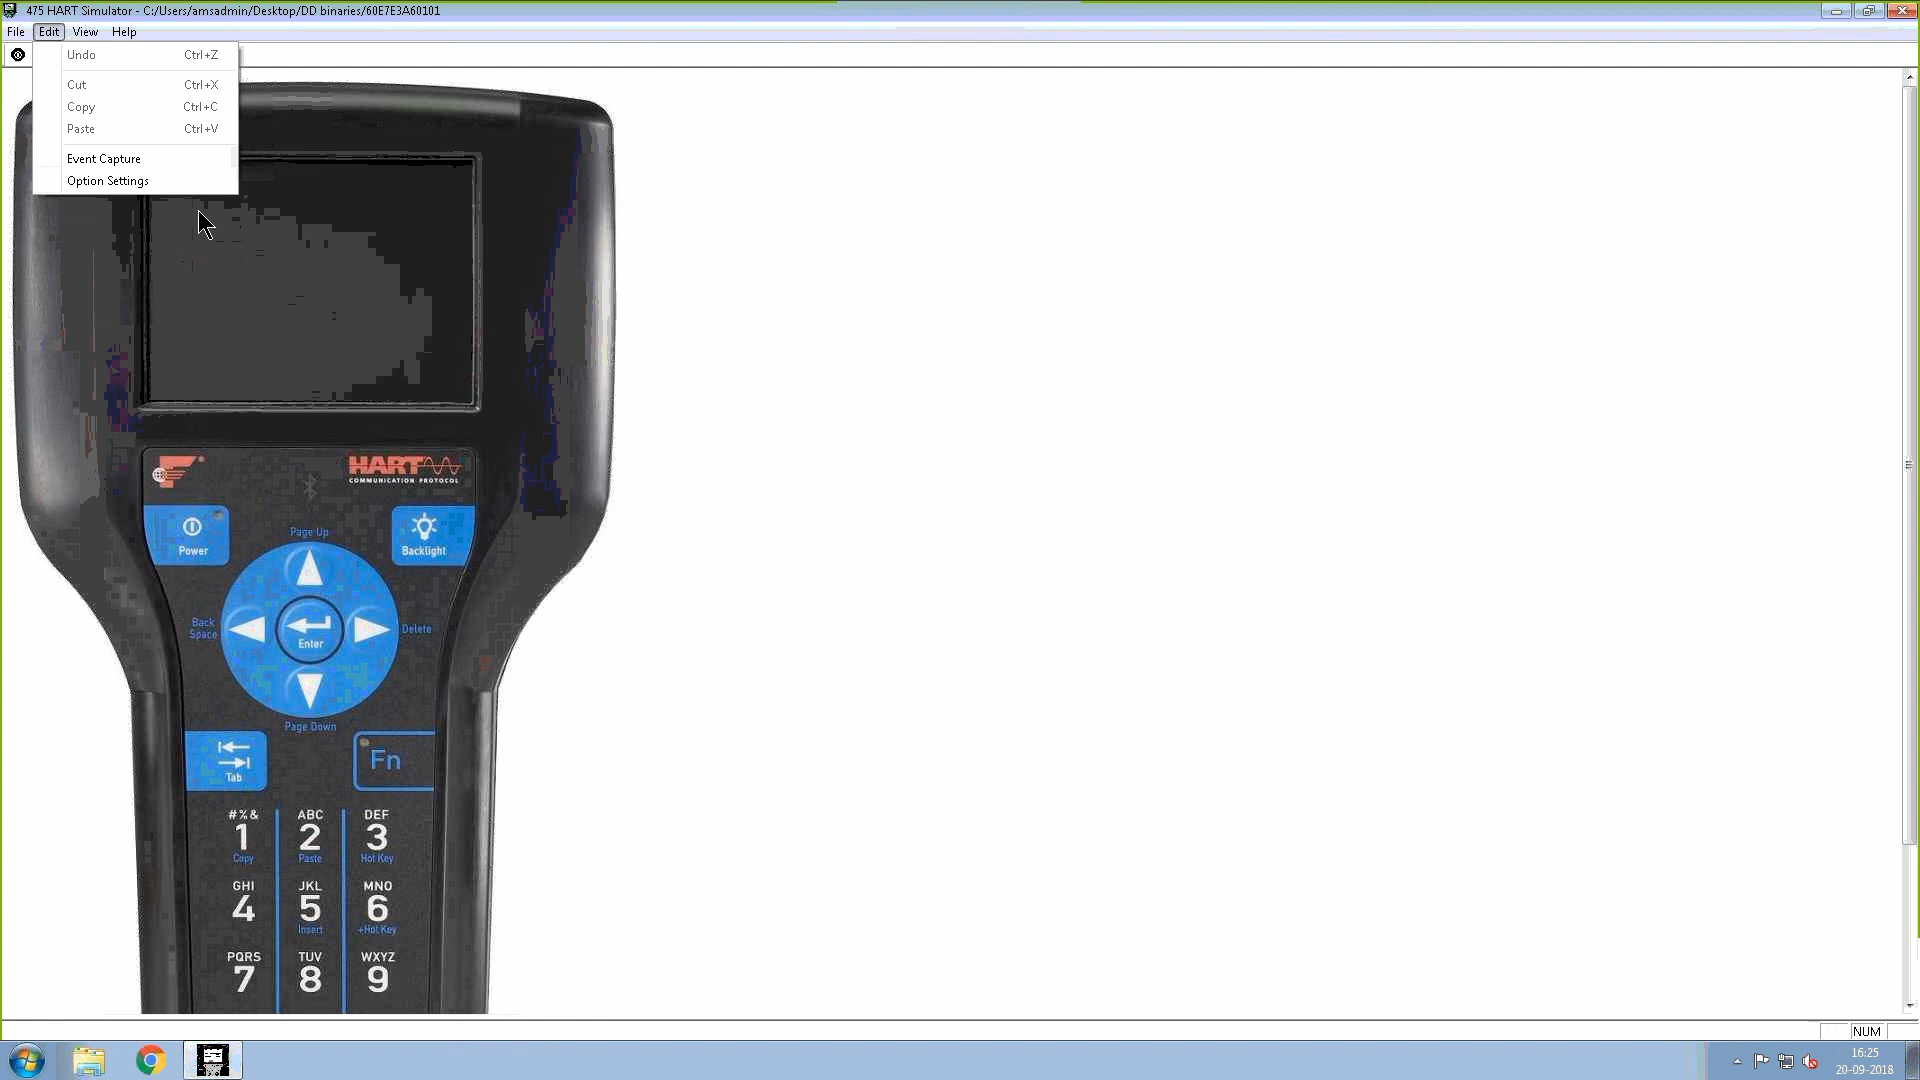 475 HART Simulator - C:/Users/amsadmin/Desktop/DD binaries/60E7E3A60101
File Edit View Help
Undo Ctrl+Z
Cut Ctrl+X
Copy Ctrl+C
Paste Ctrl+V
Event Capture
Option Settings
HART
COMMUNICATION PROTOCOL
Power
Page Up
Backlight
Back
Space
Enter
Delete
Page Down
Tab
Fn
#%& ABC DEF
1 2 3
Copy Paste Hot Key
GHI JKL MNO
4 5 6
Insert +Hot Key
PQRS TUV WXYZ
7 8 9
NUM
16:25
20-09-2018